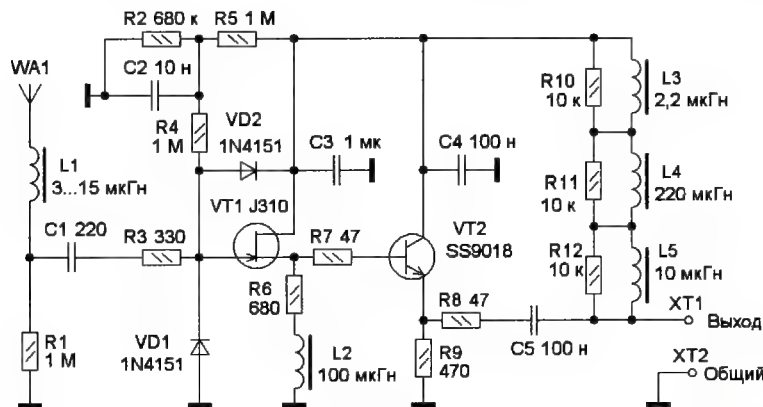 R2 680 к
R5 1 М
WA1
C2 10 н
R10
10 к
L3
2,2 мкГн
R4
1 М
VD2
1N4151
C3 1 мк
C4 100 н
L1
3...15 мкГн
R11
10 к
L4
220 мкГн
VT1 J310
VT2
SS9018
C1 220
R3 330
R7 47
R12
10 к
L5
10 мкГн
R6
680
R8 47
XT1
Выход
R1
1 М
VD1
1N4151
L2
100 мкГн
R9
470
C5 100 н
XT2
Общий